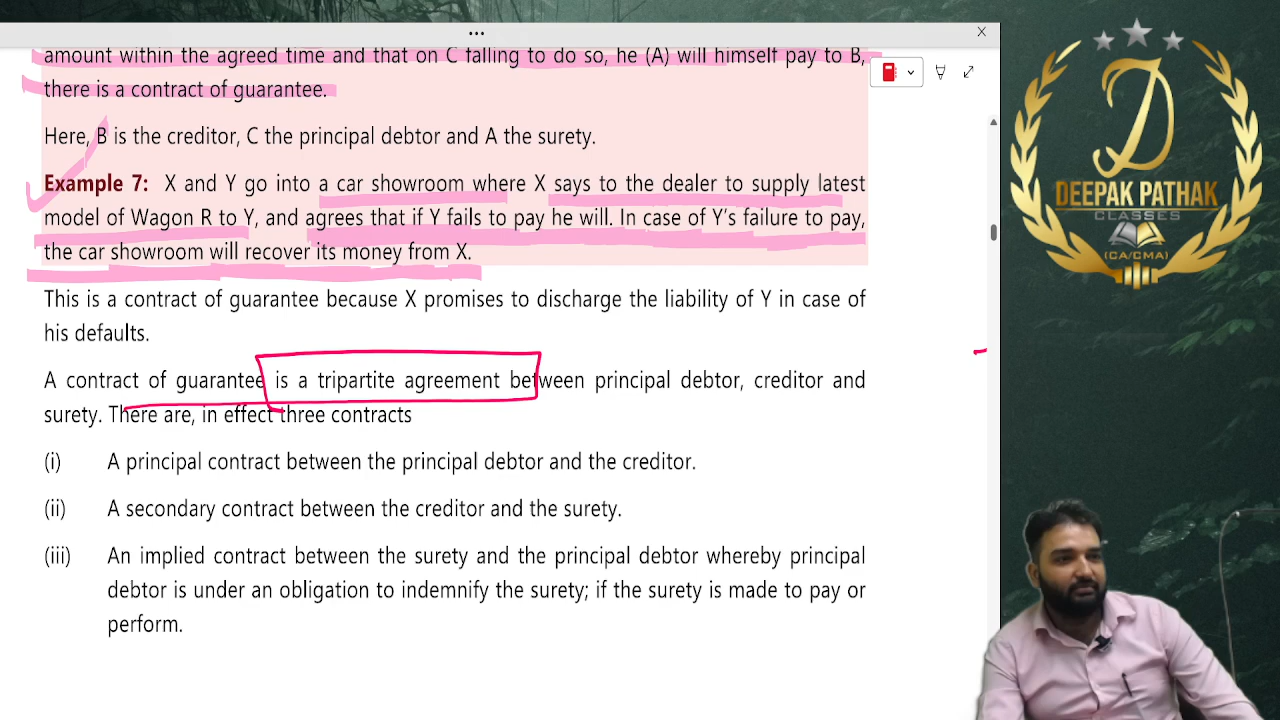 amount within the agreed time and that on C falling to do so, he (A) will himself pay to B,
there is a contract of guarantee.
Here, B is the creditor, C the principal debtor and A the surety.
Example 7: X and Y go into a car showroom where X says to the dealer to supply latest
model of Wagon R to Y, and agrees that if Y fails to pay he will. In case of Y's failure to pay,
the car showroom will recover its money from X.
This is a contract of guarantee because X promises to discharge the liability of Y in case of
his defaults.
A contract of guarantee is a tripartite agreement between principal debtor, creditor and
surety. There are, in effect three contracts
(i) A principal contract between the principal debtor and the creditor.
(ii) A secondary contract between the creditor and the surety.
(iii) An implied contract between the surety and the principal debtor whereby principal
debtor is under an obligation to indemnify the surety; if the surety is made to pay or
perform.
D
DEEPAK PATHAK
CLASSES
(CA/CMA)